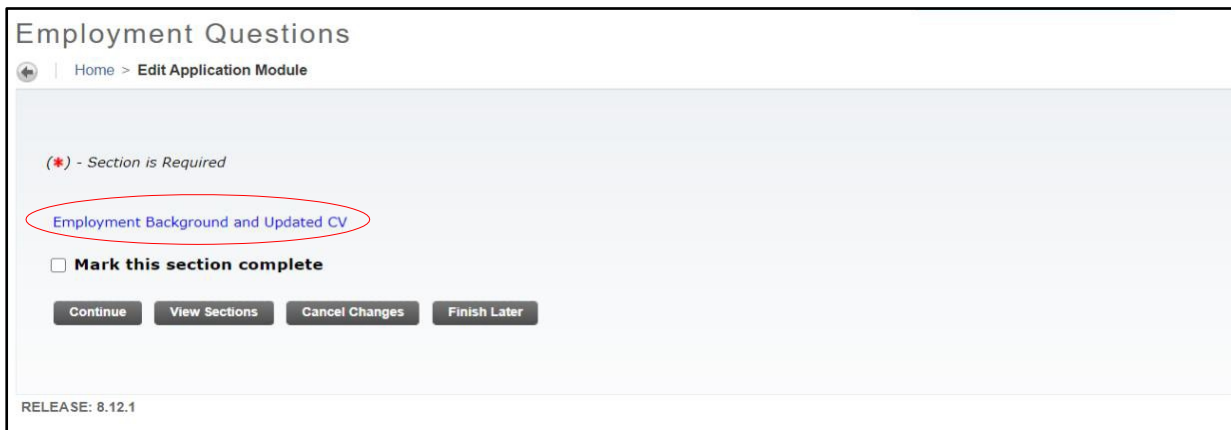 Employment Questions
Home > Edit Application Module
(*) - Section is Required
Employment Background and Updated CV
Mark this section complete
Continue View Sections Cancel Changes Finish Later
RELEASE: 8.12.1